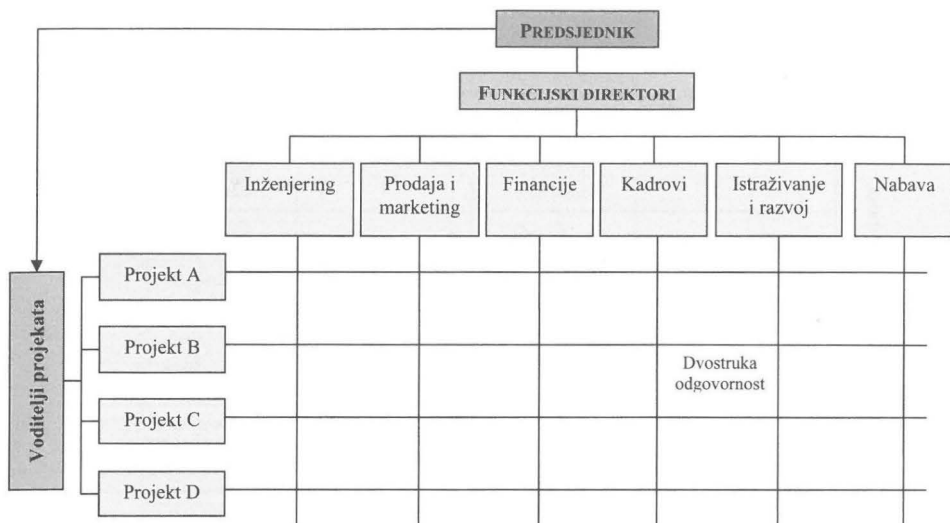 PREDSJEDNIK
FUNKCIJSKI DIREKTORI
Inženjering
Prodaja i
marketing
Financije
Kadrovi
Istraživanje
i razvoj
Nabava
Voditelji projekata
Projekt A
Projekt B
Projekt C
Projekt D
Dvostruka
odgovornost